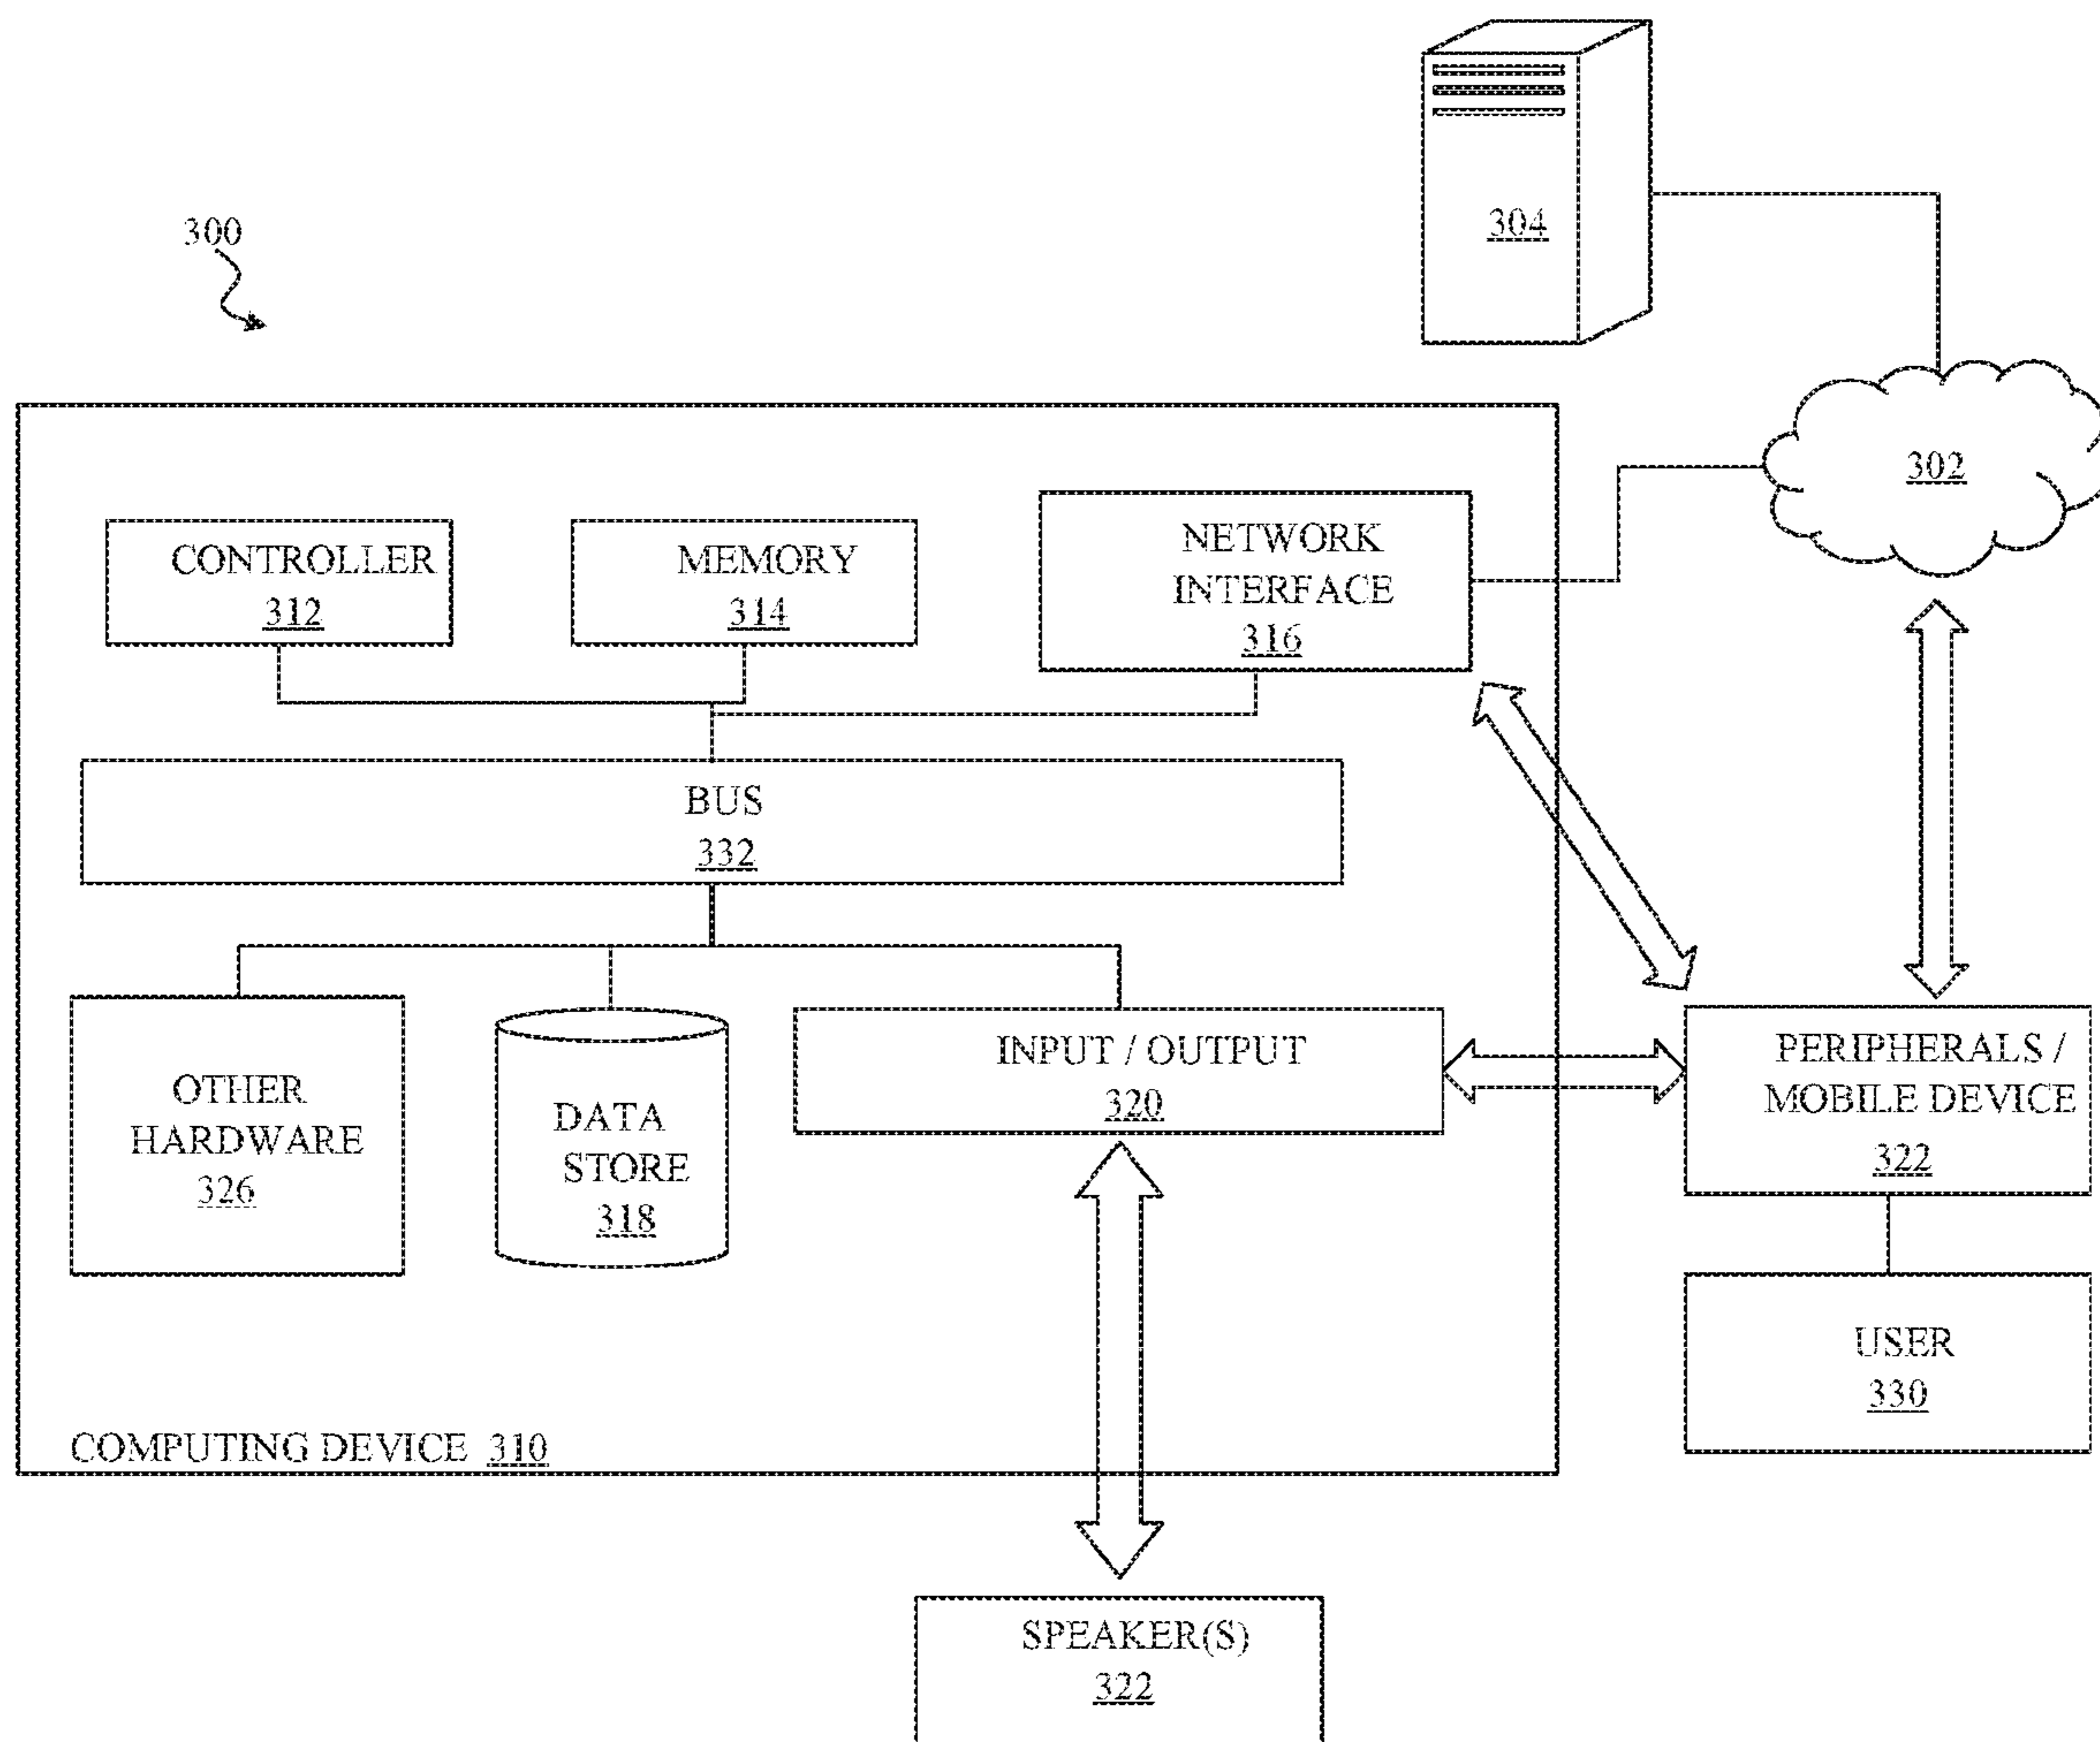 304
300
302
CONTROLLER
312
MEMORY
314
NETWORK
INTERFACE
316
BUS
332
OTHER
HARDWARE
326
DATA
STORE
318
INPUT / OUTPUT
320
PERIPHERALS /
MOBILE DEVICE
322
USER
330
COMPUTING DEVICE 310
SPEAKER(S)
322